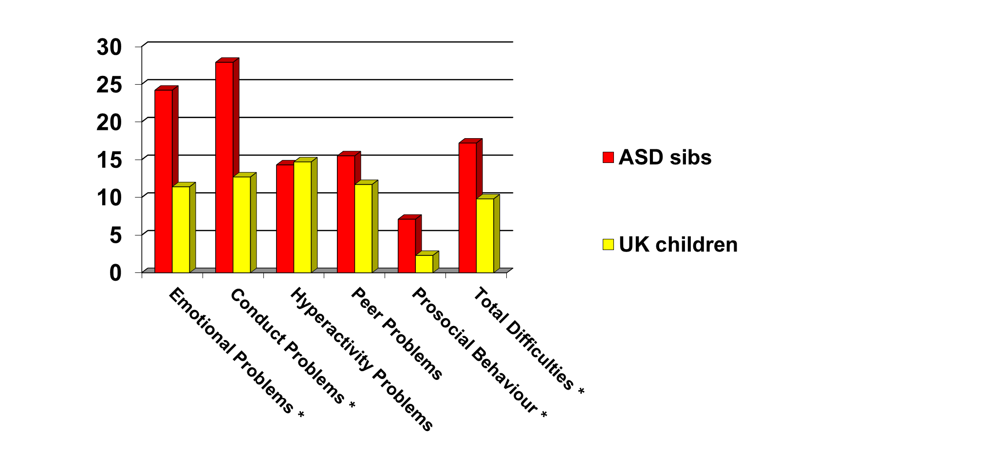 30
25
20
15
10
5
0
Emotional Problems *
Conduct Problems *
Hyperactivity Problems
Peer Problems
Prosocial Behaviour *
Total Difficulties *
ASD sibs
UK children